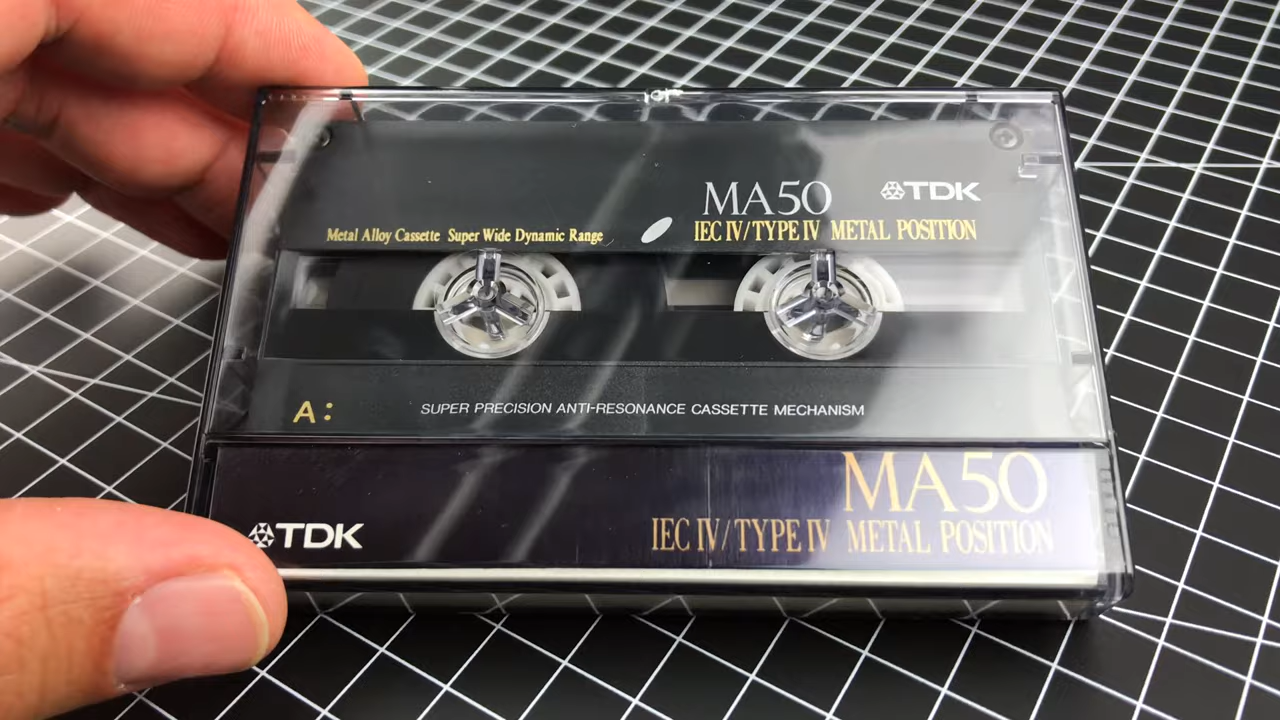 MA50 TDK
Metal Alloy Cassette Super Wide Dynamic Range IEC IV/TYPE IV METAL POSITION
A: SUPER PRECISION ANTI-RESONANCE CASSETTE MECHANISM
MA50
TDK IEC IV/TYPE IV METAL POSITION